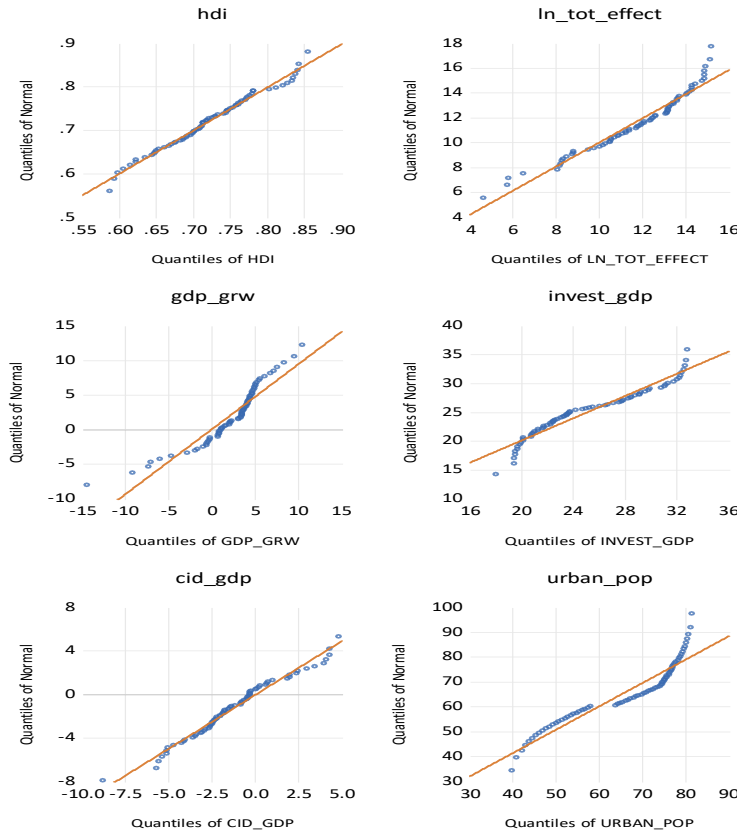 hdi
ln_tot_effect
Quantiles of Normal
.9
.8
.7
.6
.5
.55 .60 .65 .70 .75 .80 .85 .90
Quantiles of HDI
Quantiles of Normal
18
16
14
12
10
8
6
4
4 6 8 10 12 14 16
Quantiles of LN_TOT_EFFECT
gdp_grw
invest_gdp
Quantiles of Normal
15
10
5
0
-5
-10
-15 -10 -5 0 5 10 15
Quantiles of GDP_GRW
Quantiles of Normal
40
35
30
25
20
15
10
16 20 24 28 32 36
Quantiles of INVEST_GDP
cid_gdp
urban_pop
Quantiles of Normal
8
4
0
-4
-8
-10.0 -7.5 -5.0 -2.5 0.0 2.5 5.0
Quantiles of CID_GDP
Quantiles of Normal
100
90
80
70
60
50
40
30
30 40 50 60 70 80 90
Quantiles of URBAN_POP